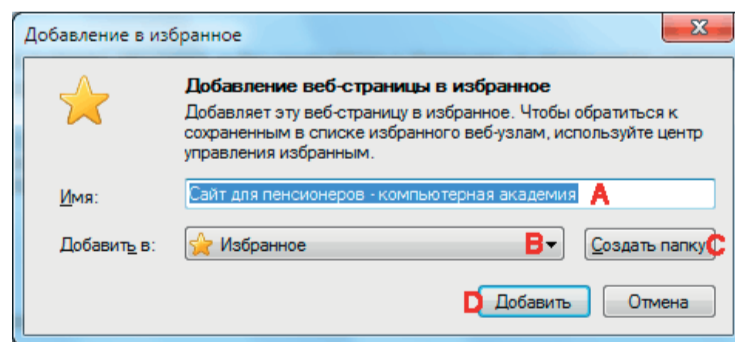 Добавление в избранное
Добавление веб-страницы в избранное
Добавляет эту веб-страницу в избранное. Чтобы обратиться к
сохраненным в списке избранного веб-узлам, используйте центр
управления избранным.
Имя: Сайт для пенсионеров - компьютерная академия A
Добавить в: Избранное B Создать папку C
D Добавить Отмена